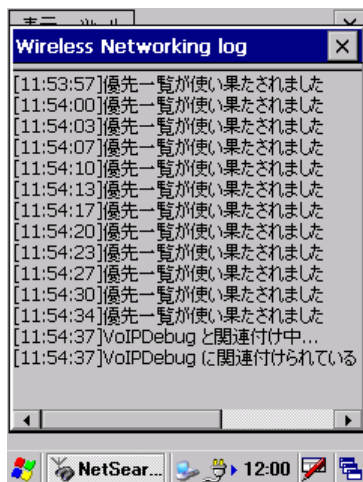 表示 ツール
Wireless Networking log
[11:53:57]優先一覧が使い果たされました
[11:54:00]優先一覧が使い果たされました
[11:54:03]優先一覧が使い果たされました
[11:54:07]優先一覧が使い果たされました
[11:54:10]優先一覧が使い果たされました
[11:54:13]優先一覧が使い果たされました
[11:54:17]優先一覧が使い果たされました
[11:54:20]優先一覧が使い果たされました
[11:54:23]優先一覧が使い果たされました
[11:54:27]優先一覧が使い果たされました
[11:54:30]優先一覧が使い果たされました
[11:54:34]優先一覧が使い果たされました
[11:54:37]VoIPDebug と関連付け中...
[11:54:37]VoIPDebug に関連付けられている
NetSear... 12:00